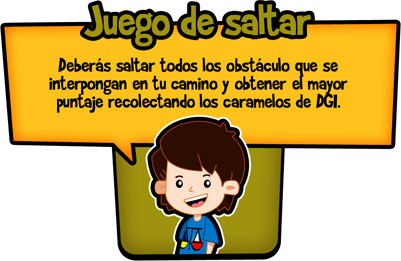 Juego de saltar
Deberás saltar todos los obstáculo que se
interpongan en tu camino y obtener el mayor
puntaje recolectando los caramelos de DGI.